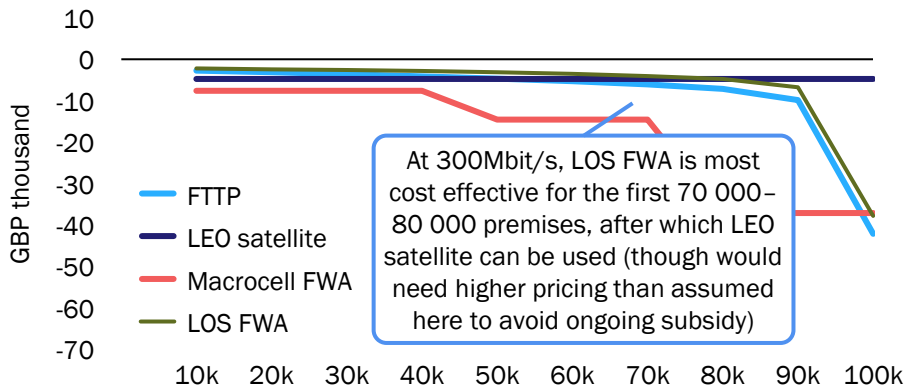 10
0
-10
-20
-30
-40
-50
-60
-70
GBP thousand
FTTP
LEO satellite
Macrocell FWA
LOS FWA
At 300Mbit/s, LOS FWA is most
cost effective for the first 70 000–
80 000 premises, after which LEO
satellite can be used (though would
need higher pricing than assumed
here to avoid ongoing subsidy)
10k 20k 30k 40k 50k 60k 70k 80k 90k 100k